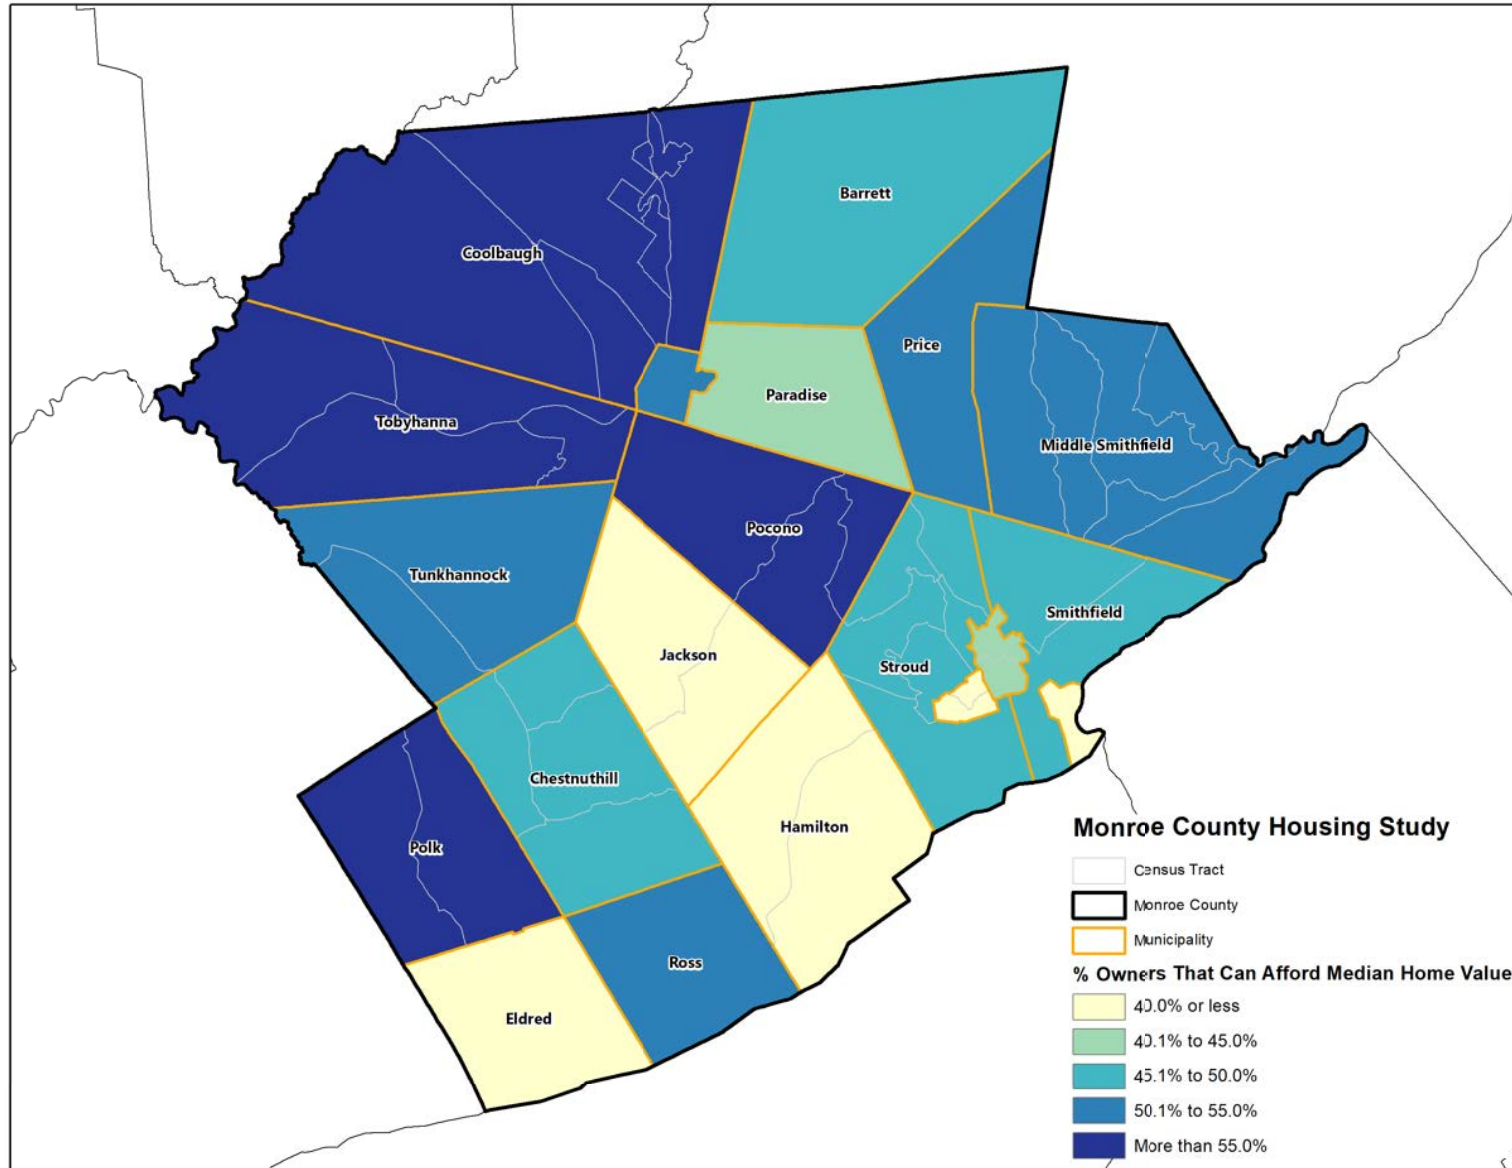 Barrett
Coolbaugh
Price
Paradise
Tobyhanna
Middle Smithfield
Pocono
Tunkhannock
Smithfield
Jackson
Stroud
Chestnuthill
Hamilton
Polk
Ross
Eldred
Monroe County Housing Study
Census Tract
Monroe County
Municipality
% Owners That Can Afford Median Home Value
40.0% or less
40.1% to 45.0%
45.1% to 50.0%
50.1% to 55.0%
More than 55.0%